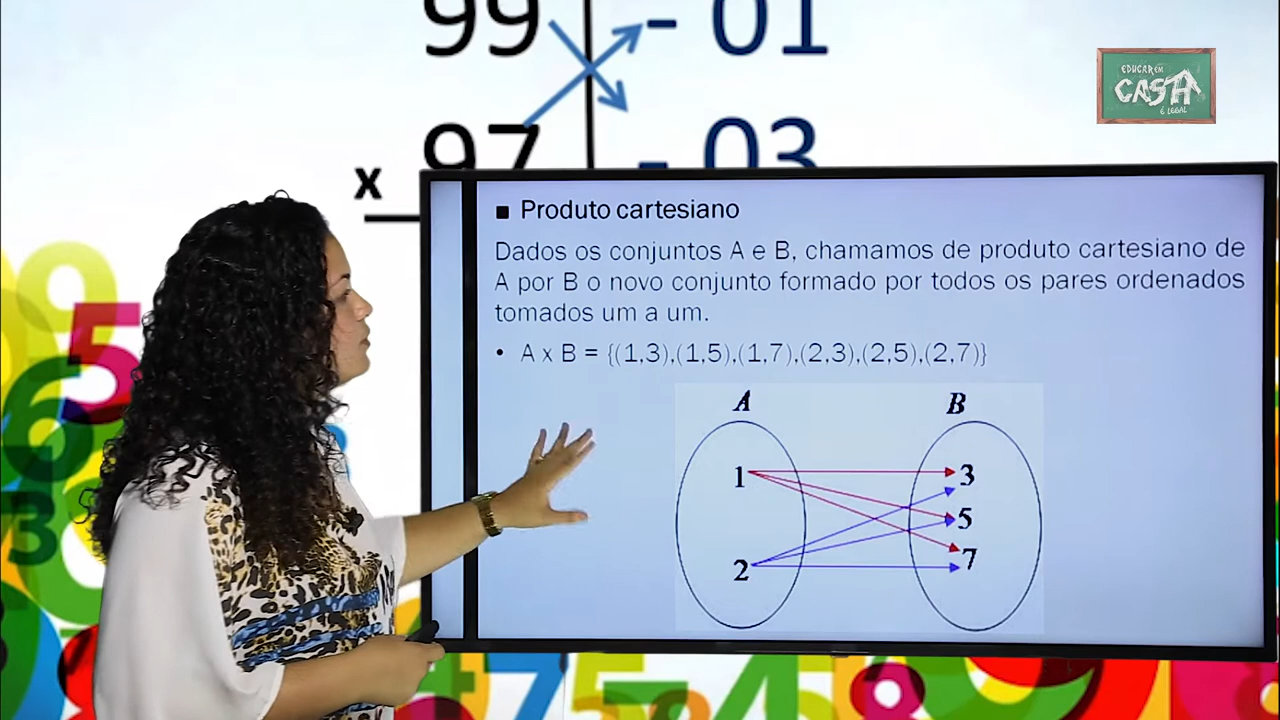 99 - 01
97 - 03
x
EDUCAR EM
CASA
É LEGAL
■ Produto cartesiano
Dados os conjuntos A e B, chamamos de produto cartesiano de
A por B o novo conjunto formado por todos os pares ordenados
tomados um a um.
• A x B = {(1,3),(1,5),(1,7),(2,3),(2,5),(2,7)}
A B
1 3
5
2 7